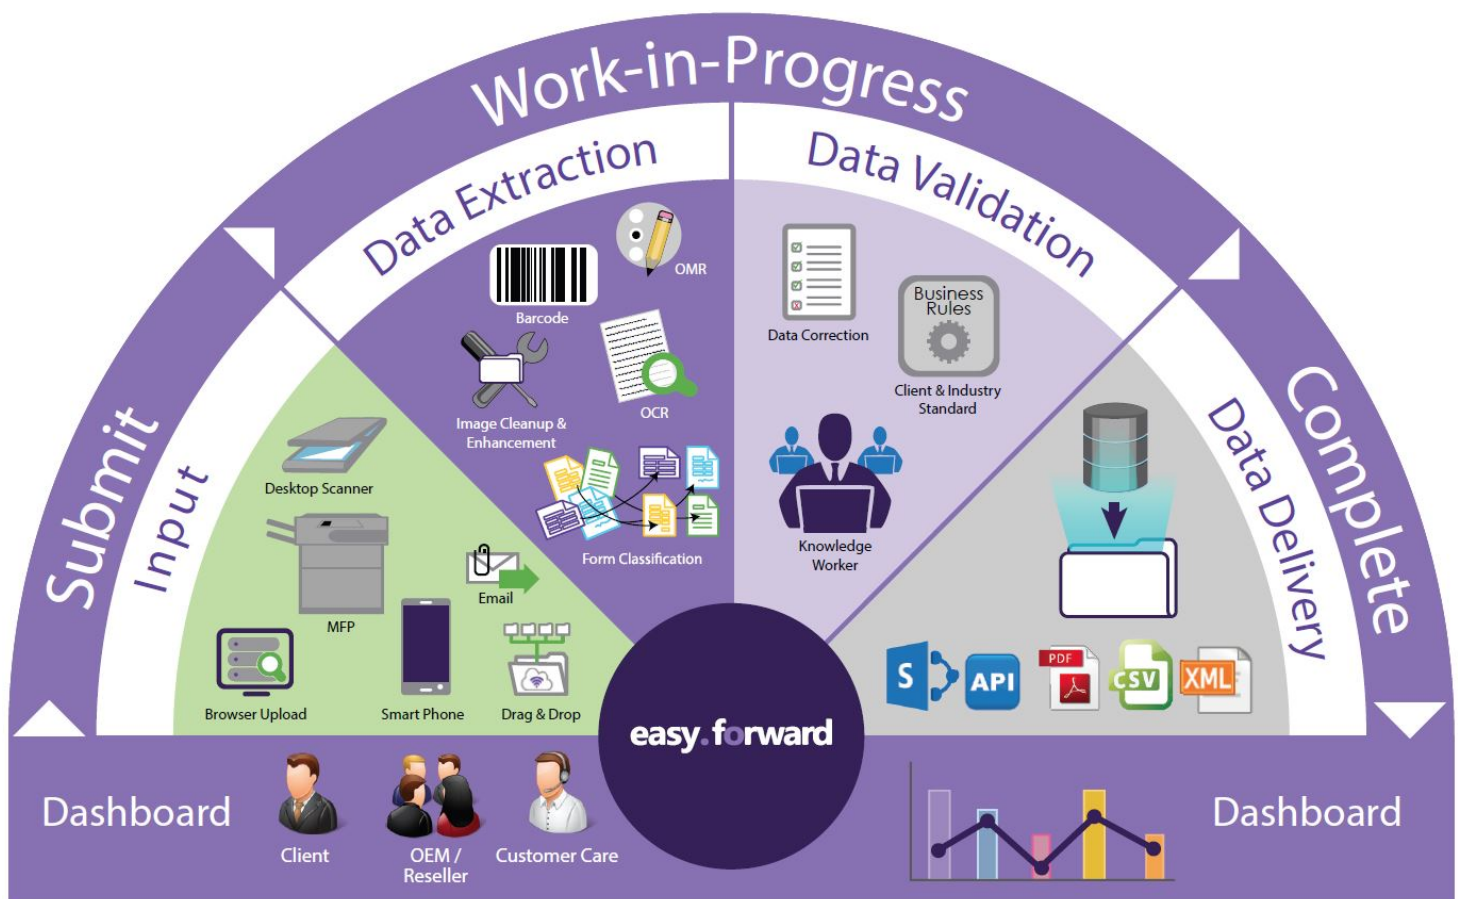 Work-in-Progress
Submit
Complete
Input
Data Extraction
Data Validation
Data Delivery
Desktop Scanner
MFP
Email
Browser Upload
Smart Phone
Drag & Drop
OMR
Barcode
Image Cleanup &
Enhancement
OCR
Form Classification
Data Correction
Business
Rules
Client & Industry
Standard
Knowledge
Worker
S
API
PDF
CSV
XML
easy.forward
Dashboard
Client
OEM /
Reseller
Customer Care
Dashboard